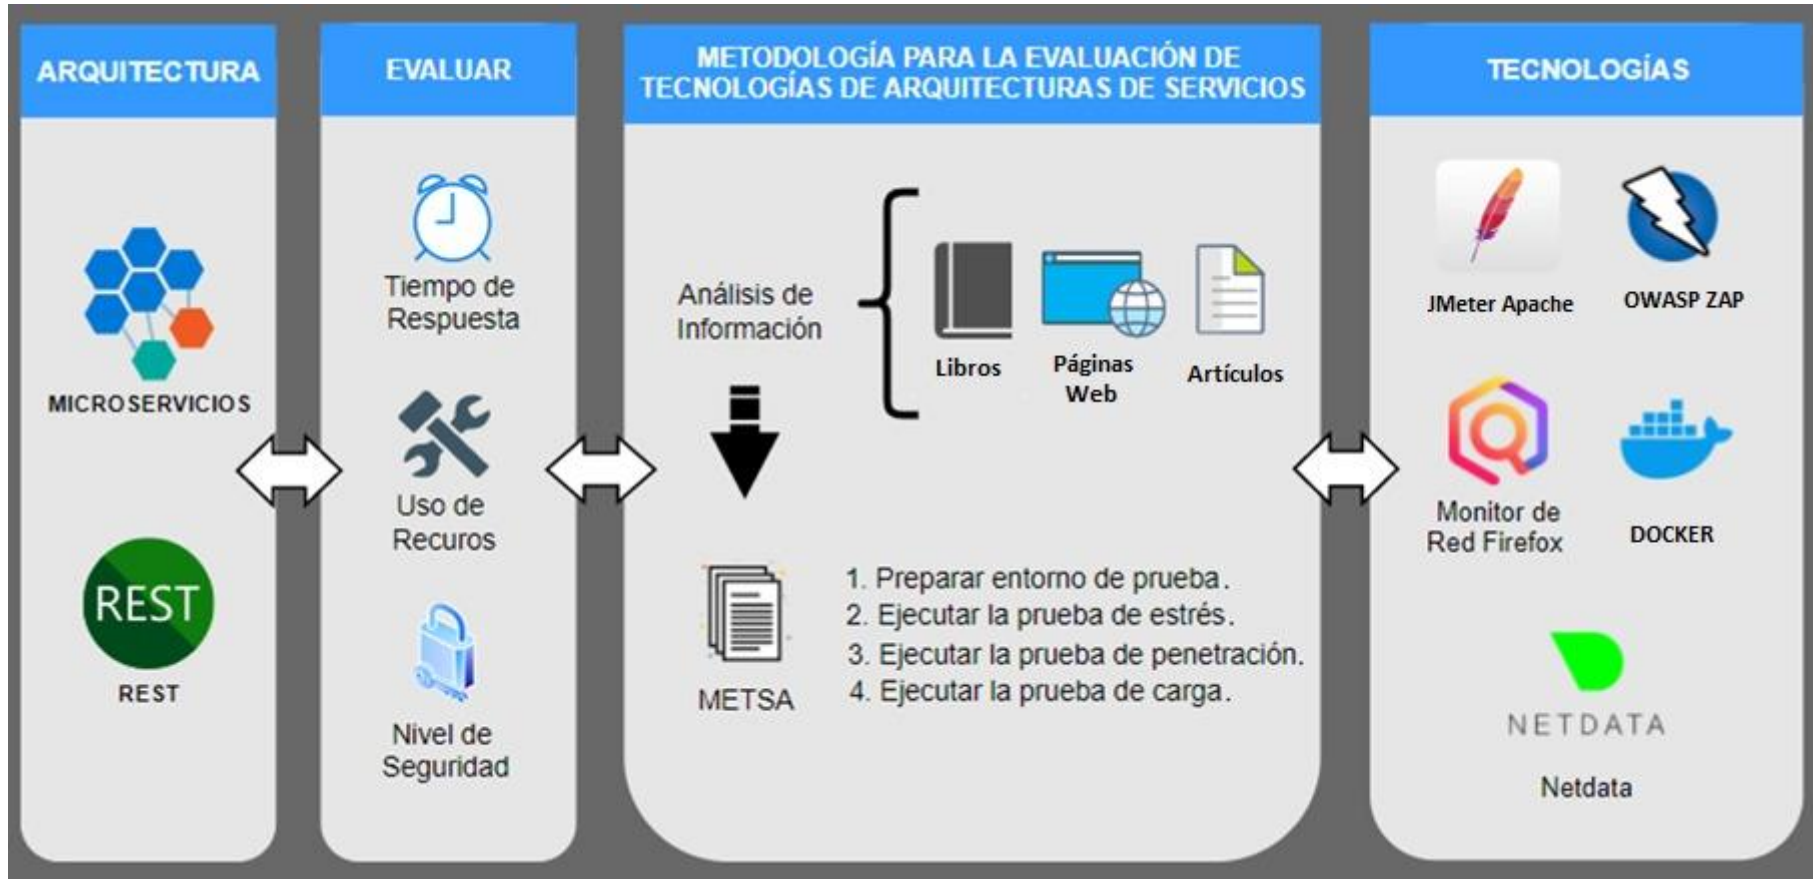 ARQUITECTURA
MICROSERVICIOS
REST
REST
EVALUAR
Tiempo de
Respuesta
Uso de
Recuros
Nivel de
Seguridad
METODOLOGÍA PARA LA EVALUACIÓN DE
TECNOLOGÍAS DE ARQUITECTURAS DE SERVICIOS
Análisis de
Información
Libros
Páginas
Web
Artículos
METSA
1. Preparar entorno de prueba.
2. Ejecutar la prueba de estrés.
3. Ejecutar la prueba de penetración.
4. Ejecutar la prueba de carga.
TECNOLOGÍAS
JMeter Apache
OWASP ZAP
Monitor de
Red Firefox
DOCKER
NETDATA
Netdata